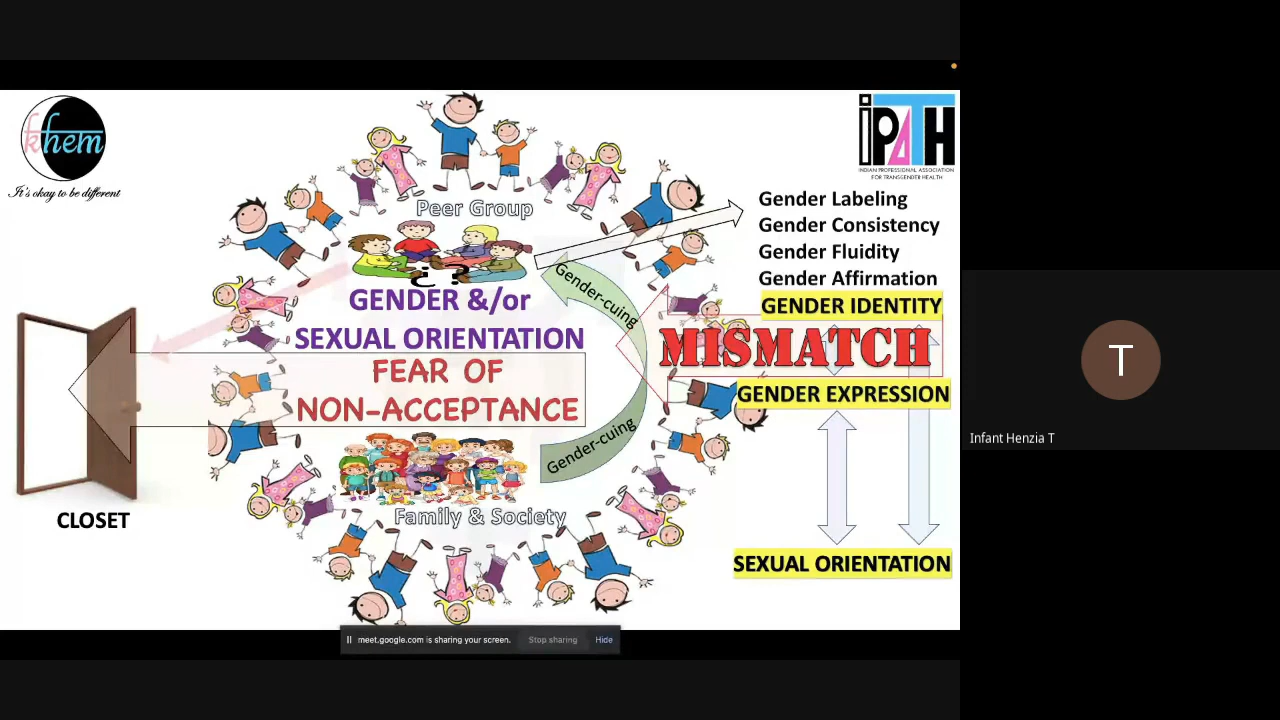 khem
It's okay to be different
iPATH
INDIAN PROFESSIONAL ASSOCIATION
FOR TRANSGENDER HEALTH
Peer Group
¿ ?
GENDER &/or
SEXUAL ORIENTATION
FEAR OF
NON-ACCEPTANCE
Family & Society
CLOSET
Gender-cuing
Gender-cuing
Gender Labeling
Gender Consistency
Gender Fluidity
Gender Affirmation
GENDER IDENTITY
MISMATCH
GENDER EXPRESSION
SEXUAL ORIENTATION
meet.google.com is sharing your screen.
Stop sharing
Hide
T
Infant Henzia T